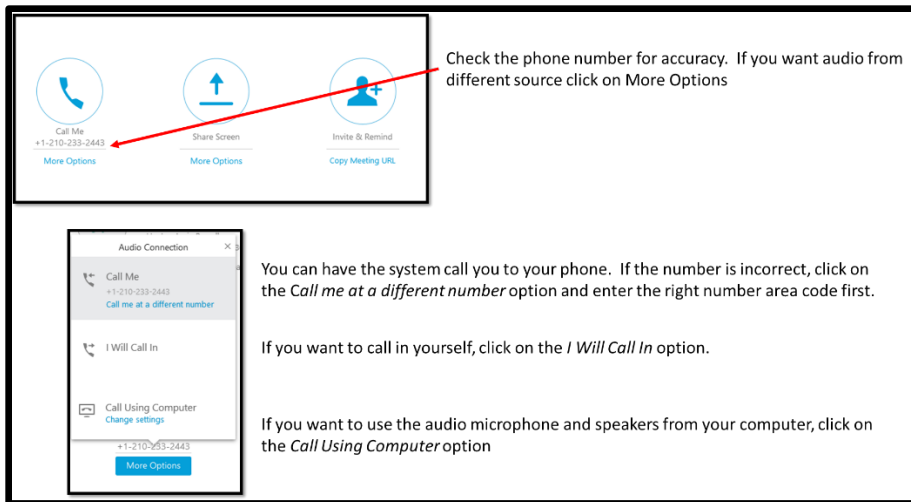 Check the phone number for accuracy.  If you want audio from
different source click on More Options
Call Me
+1-210-233-2443
More Options
Share Screen
More Options
Invite & Remind
Copy Meeting URL
Audio Connection
Call Me
+1-210-233-2443
Call me at a different number
I Will Call In
Call Using Computer
Change settings
+1-210-233-2443
More Options
You can have the system call you to your phone.  If the number is incorrect, click on
the Call me at a different number option and enter the right number area code first.
If you want to call in yourself, click on the I Will Call In option.
If you want to use the audio microphone and speakers from your computer, click on
the Call Using Computer option